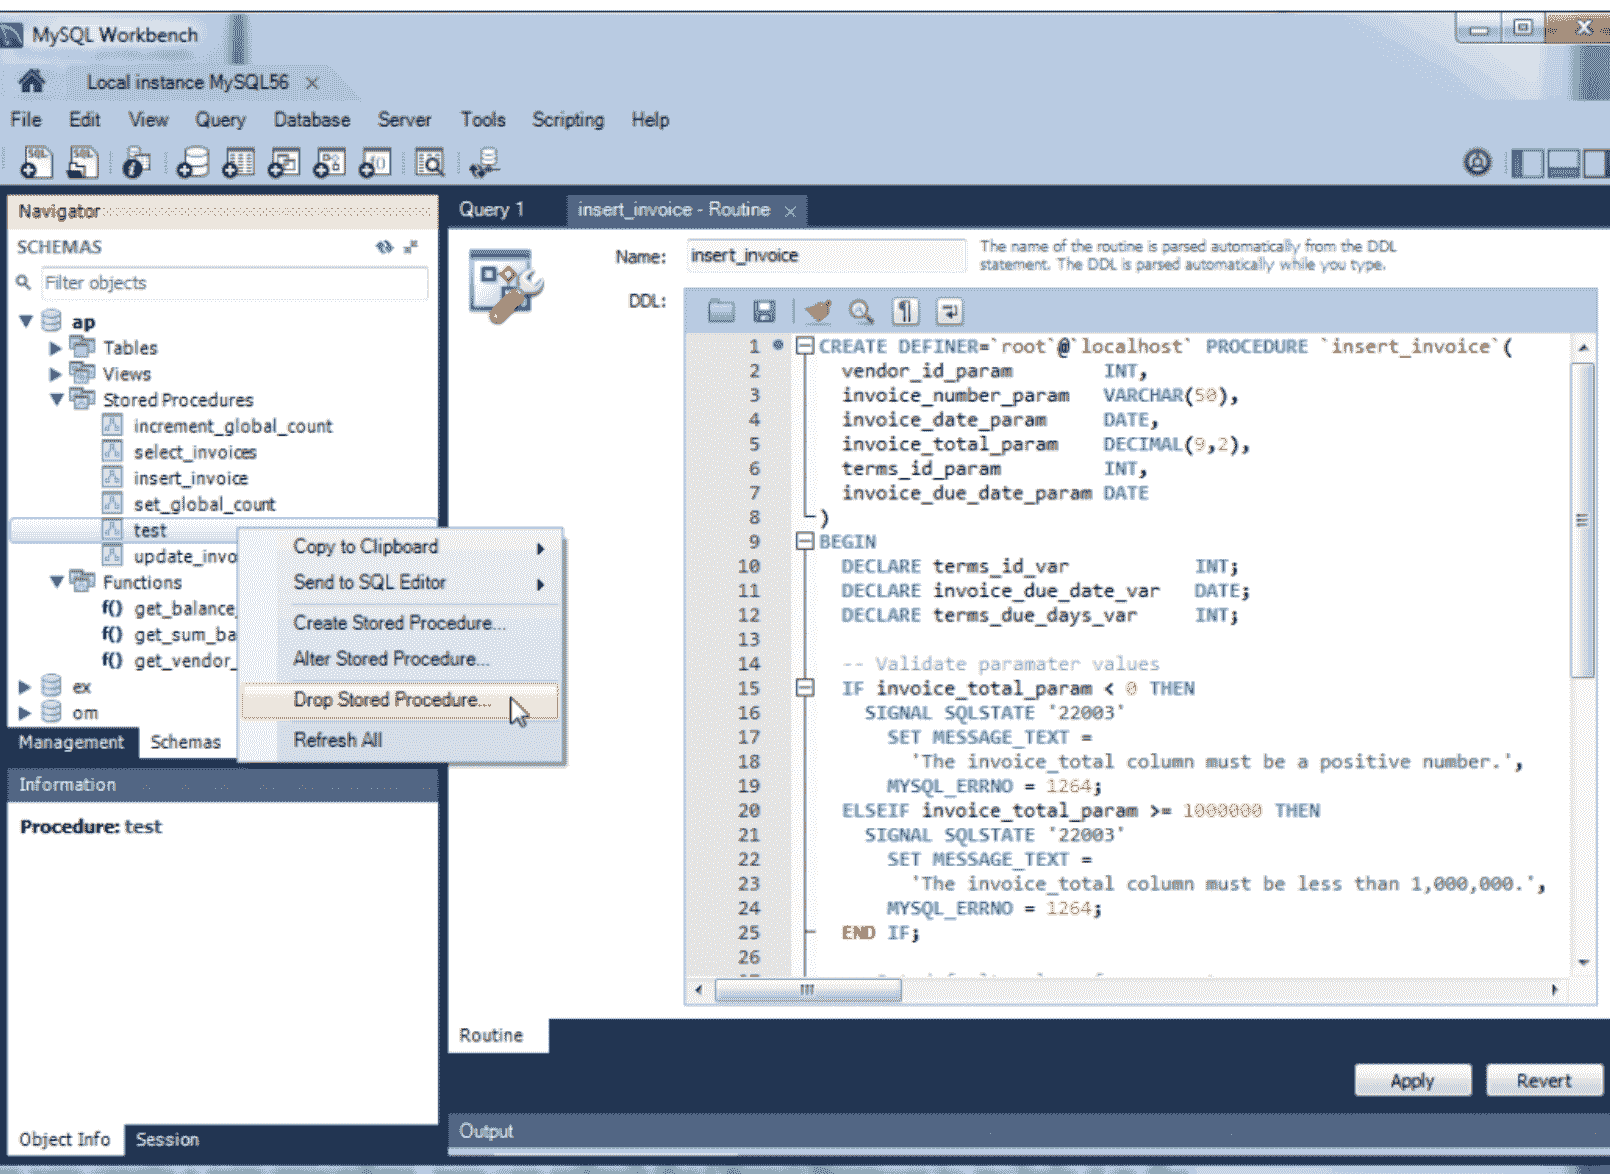 MySQL Workbench
Local instance MySQL56
File Edit View Query Database Server Tools Scripting Help
Navigator
SCHEMAS
Filter objects
ap
Tables
Views
Stored Procedures
increment_global_count
select_invoices
insert_invoice
set_global_count
test
update_invo
Functions
f() get_balance_
f() get_sum_ba
f() get_vendor_
ex
om
Management Schemas
Copy to Clipboard
Send to SQL Editor
Create Stored Procedure...
Alter Stored Procedure...
Drop Stored Procedure...
Refresh All
Information
Procedure: test
Object Info Session
Query 1 insert_invoice - Routine
Name: insert_invoice
The name of the routine is parsed automatically from the DDL
statement. The DDL is parsed automatically while you type.
DDL:
1 CREATE DEFINER=`root`@`localhost` PROCEDURE `insert_invoice`(
2 vendor_id_param INT,
3 invoice_number_param VARCHAR(50),
4 invoice_date_param DATE,
5 invoice_total_param DECIMAL(9,2),
6 terms_id_param INT,
7 invoice_due_date_param DATE
8 )
9 BEGIN
10 DECLARE terms_id_var INT;
11 DECLARE invoice_due_date_var DATE;
12 DECLARE terms_due_days_var INT;
13
14 -- Validate paramater values
15 IF invoice_total_param < 0 THEN
16 SIGNAL SQLSTATE '22003'
17 SET MESSAGE_TEXT =
18 'The invoice_total column must be a positive number.',
19 MYSQL_ERRNO = 1264;
20 ELSEIF invoice_total_param >= 1000000 THEN
21 SIGNAL SQLSTATE '22003'
22 SET MESSAGE_TEXT =
23 'The invoice_total column must be less than 1,000,000.',
24 MYSQL_ERRNO = 1264;
25 END IF;
26
Routine
Apply Revert
Output